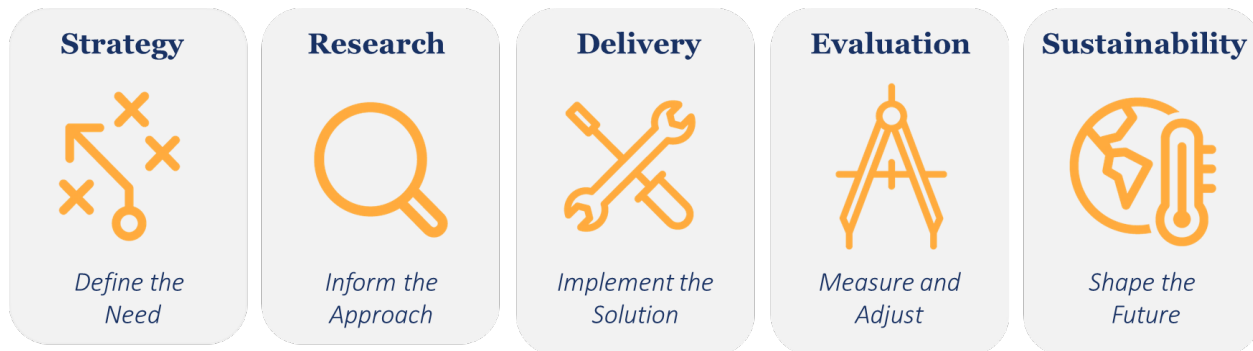 Strategy
Define the
Need
Research
Inform the
Approach
Delivery
Implement the
Solution
Evaluation
Measure and
Adjust
Sustainability
Shape the
Future